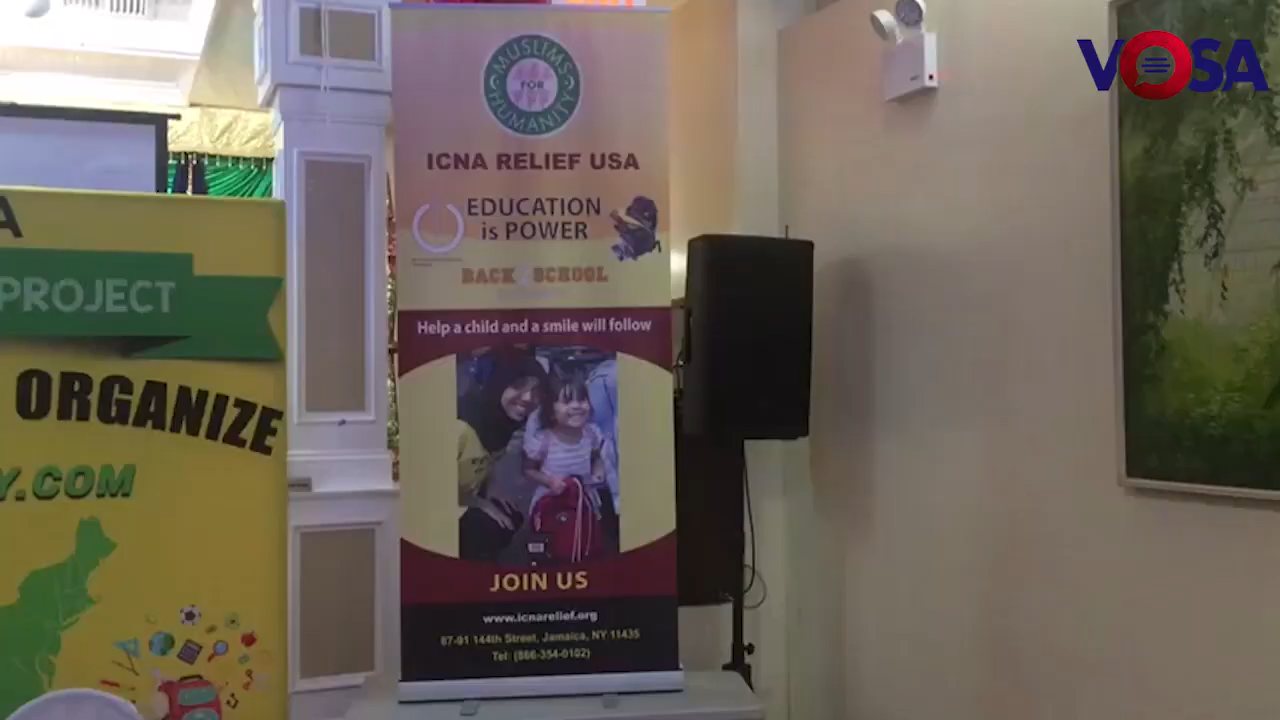 VOSA
MUSLIMS
FOR
HUMANITY
ICNA RELIEF USA
EDUCATION
is POWER
BACK 2 SCHOOL
Help a child and a smile will follow
JOIN US
www.icnarelief.org
87-91 144th Street, Jamaica, NY 11435
Tel: (866-354-0102)
A
PROJECT
ORGANIZE
Y.COM